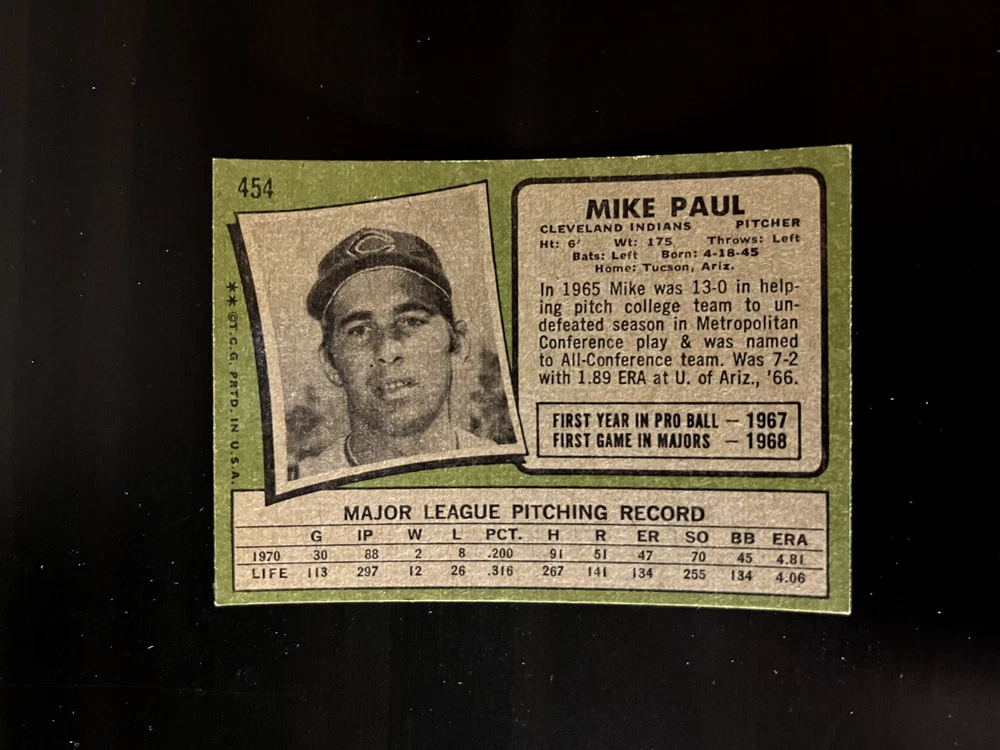 454
MIKE PAUL
CLEVELAND INDIANS PITCHER
Ht: 6' Wt: 175 Throws: Left
Bats: Left Born: 4-18-45
Home: Tucson, Ariz.
In 1965 Mike was 13-0 in help-
ing pitch college team to un-
defeated season in Metropolitan
Conference play & was named
to All-Conference team. Was 7-2
with 1.89 ERA at U. of Ariz., '66.
FIRST YEAR IN PRO BALL — 1967
FIRST GAME IN MAJORS — 1968
** ©T.C.G. PRTD. IN U.S.A.
C
MAJOR LEAGUE PITCHING RECORD
G IP W L PCT. H R ER SO BB ERA
1970 30 88 2 8 .200 91 51 47 70 45 4.81
LIFE 113 297 12 26 .316 267 141 134 255 134 4.06